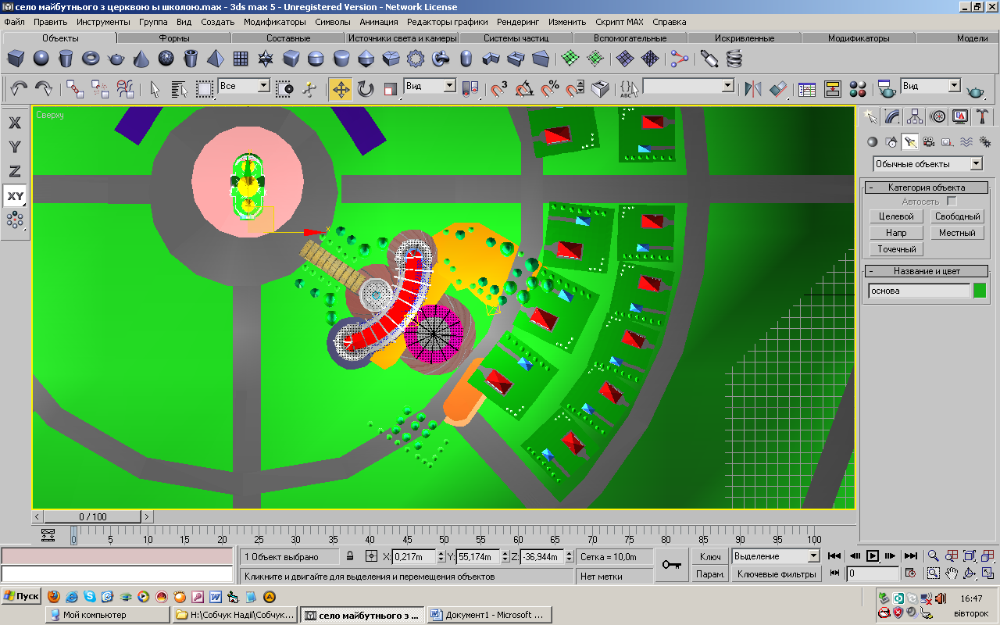 село майбутнього з церквою ы школою.max - 3ds max 5 - Unregistered Version - Network License
Файл Править Инструменты Группа Вид Создать Модификаторы Символы Анимация Редакторы графики Рендеринг Изменить Скрипт MAX Справка
Объекты Формы Составные Источники света и камеры Системы частиц Вспомогательные Искривленные Модификаторы Модели
Все Вид 3 % {} ABC Вид
Сверху
X
Y
Z
XY
x
Обычные объекты
- Категория объекта
Автосеть
Целевой Свободный
Напр Местный
Точечный
- Название и цвет
основа
< 0 / 100 >
0 5 10 15 20 25 30 35 40 45 50 55 60 65 70 75 80 85 90 95 100
1 Объект выбрано X: 0,217m Y: 55,174m Z: -36,944m Сетка = 10,0m Ключ Выделение
Кликните и двигайте для выделения и перемещения объектов Нет метки Парам. Ключевые фильтры 0
Пуск 16:47
Мой компьютер H:\Собчук Надії\Собчук... село майбутнього з ... Документ1 - Microsoft ... вівторок